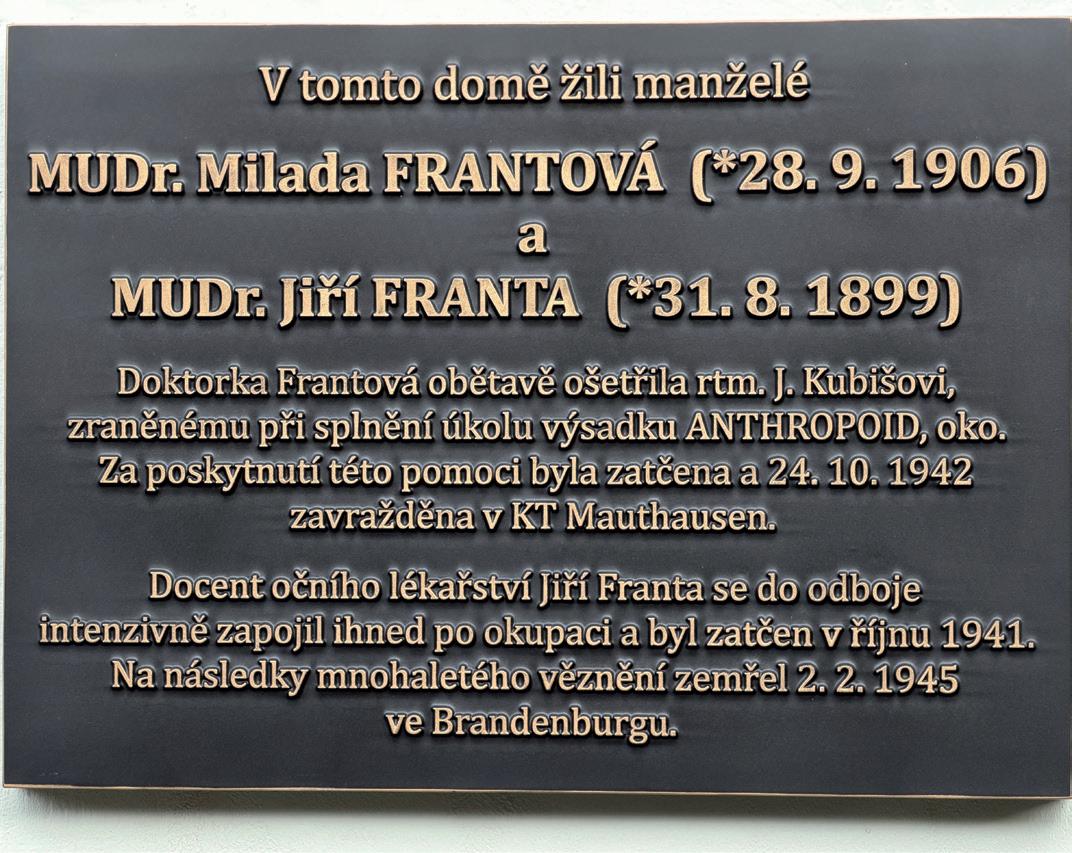 V tomto domě žili manželé
MUDr. Milada FRANTOVÁ (*28. 9. 1906)
a
MUDr. Jiří FRANTA (*31. 8. 1899)
Doktorka Frantová obětavě ošetřila rtm. J. Kubišovi,
zraněnému při splnění úkolu výsadku ANTHROPOID, oko.
Za poskytnutí této pomoci byla zatčena a 24. 10. 1942
zavražděna v KT Mauthausen.
Docent očního lékařství Jiří Franta se do odboje
intenzivně zapojil ihned po okupaci a byl zatčen v říjnu 1941.
Na následky mnohaletého věznění zemřel 2. 2. 1945
ve Brandenburgu.